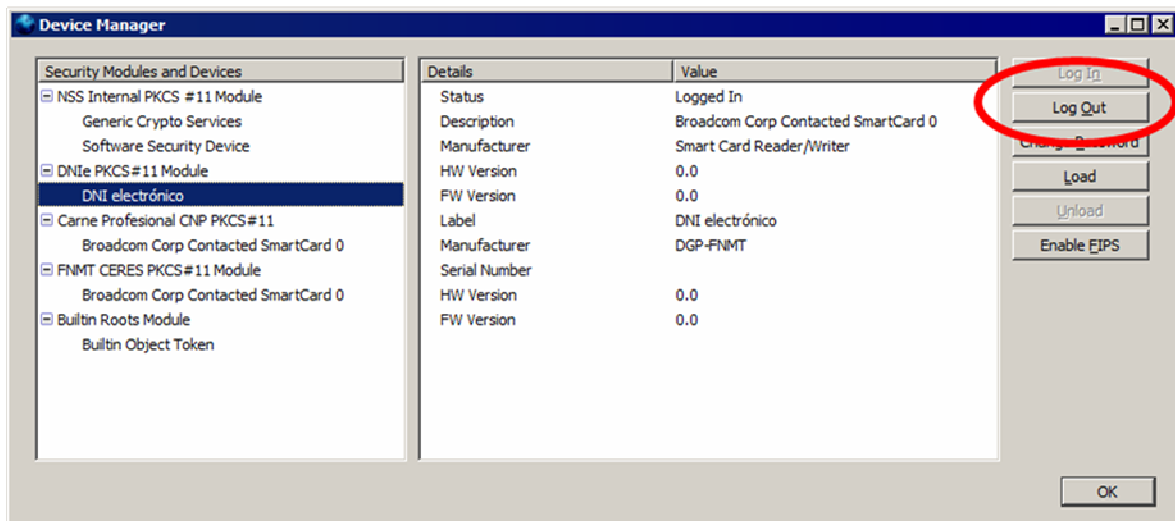 Device Manager
Security Modules and Devices
NSS Internal PKCS #11 Module
Generic Crypto Services
Software Security Device
DNIe PKCS#11 Module
DNI electrónico
Carne Profesional CNP PKCS#11
Broadcom Corp Contacted SmartCard 0
FNMT CERES PKCS#11 Module
Broadcom Corp Contacted SmartCard 0
Builtin Roots Module
Builtin Object Token
Details Value
Status Logged In
Description Broadcom Corp Contacted SmartCard 0
Manufacturer Smart Card Reader/Writer
HW Version 0.0
FW Version 0.0
Label DNI electrónico
Manufacturer DGP-FNMT
Serial Number
HW Version 0.0
FW Version 0.0
Log In
Log Out
Change Password
Load
Unload
Enable FIPS
OK